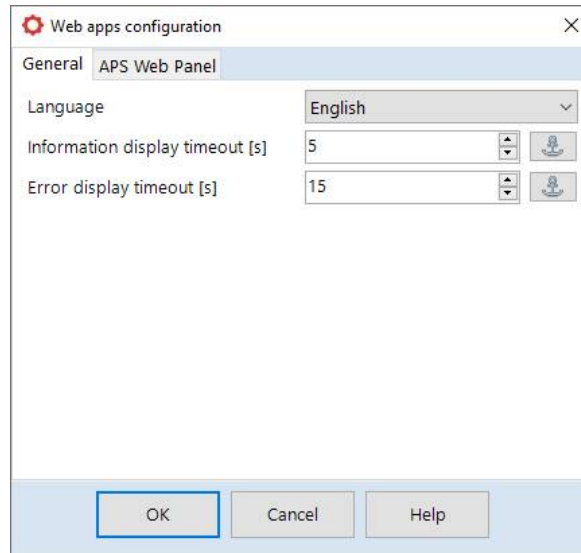 Web apps configuration
General APS Web Panel
Language English
Information display timeout [s] 5
Error display timeout [s] 15
OK Cancel Help